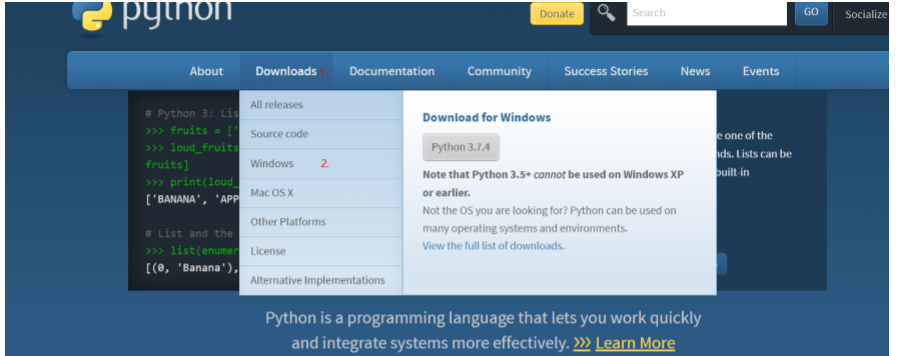 python
Donate
Search
GO
Socialize
About
Downloads
Documentation
Community
Success Stories
News
Events
# Python 3: Lis
>>> fruits = ['
>>> loud_fruits
fruits]
>>> print(loud_
['BANANA', 'APP
# List and the
>>> list(enumer
[(0, 'Banana'),
All releases
Source code
Windows 2.
Mac OS X
Other Platforms
License
Alternative Implementations
Download for Windows
Python 3.7.4
Note that Python 3.5+ cannot be used on Windows XP
or earlier.
Not the OS you are looking for? Python can be used on
many operating systems and environments.
View the full list of downloads.
e one of the
nds. Lists can be
built-in
Python is a programming language that lets you work quickly
and integrate systems more effectively. >>> Learn More